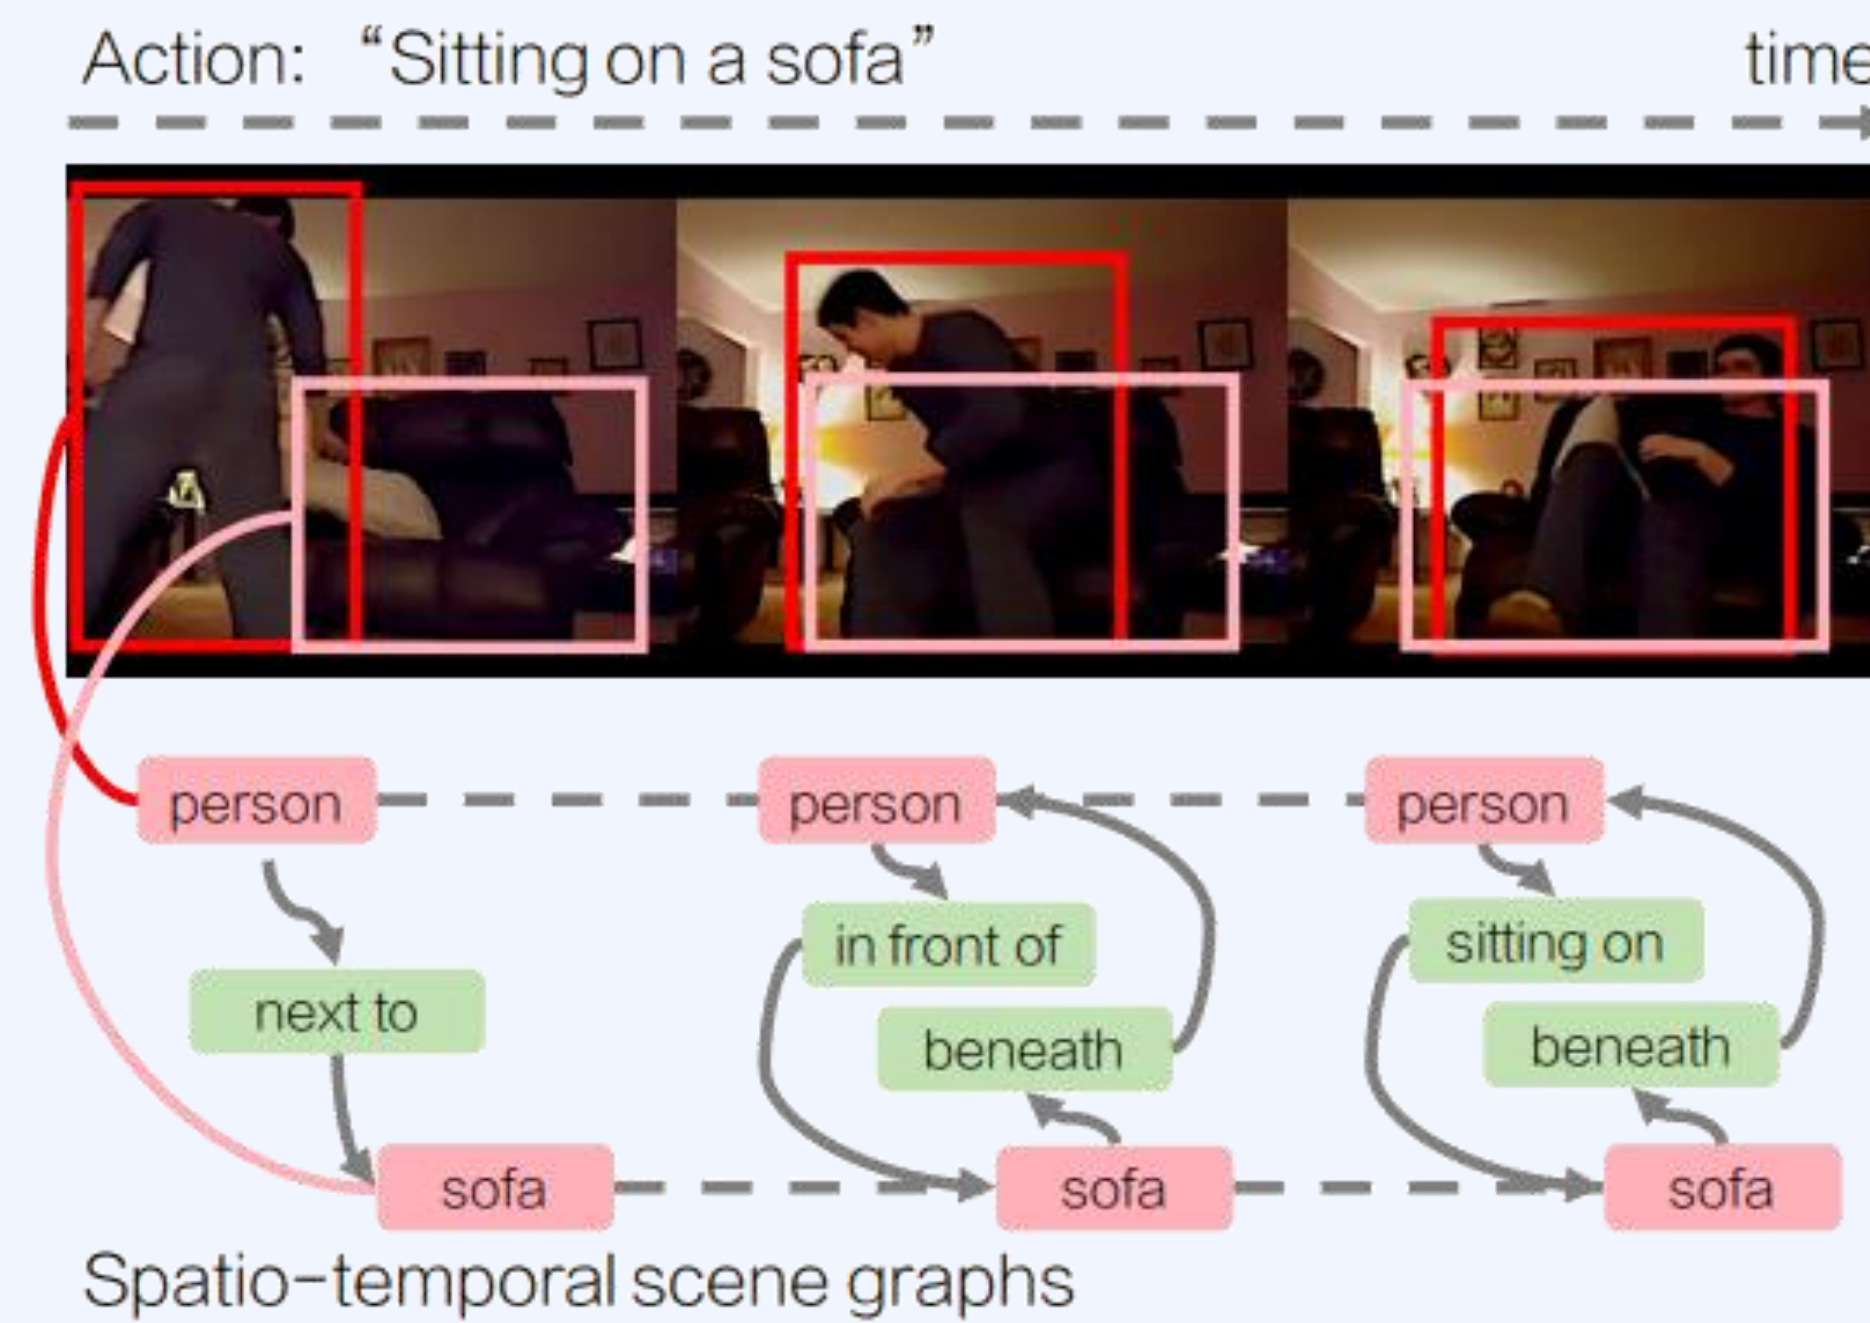 Action: “Sitting on a sofa”
time
person
person
person
in front of
sitting on
next to
beneath
beneath
sofa
sofa
sofa
Spatio-temporal scene graphs